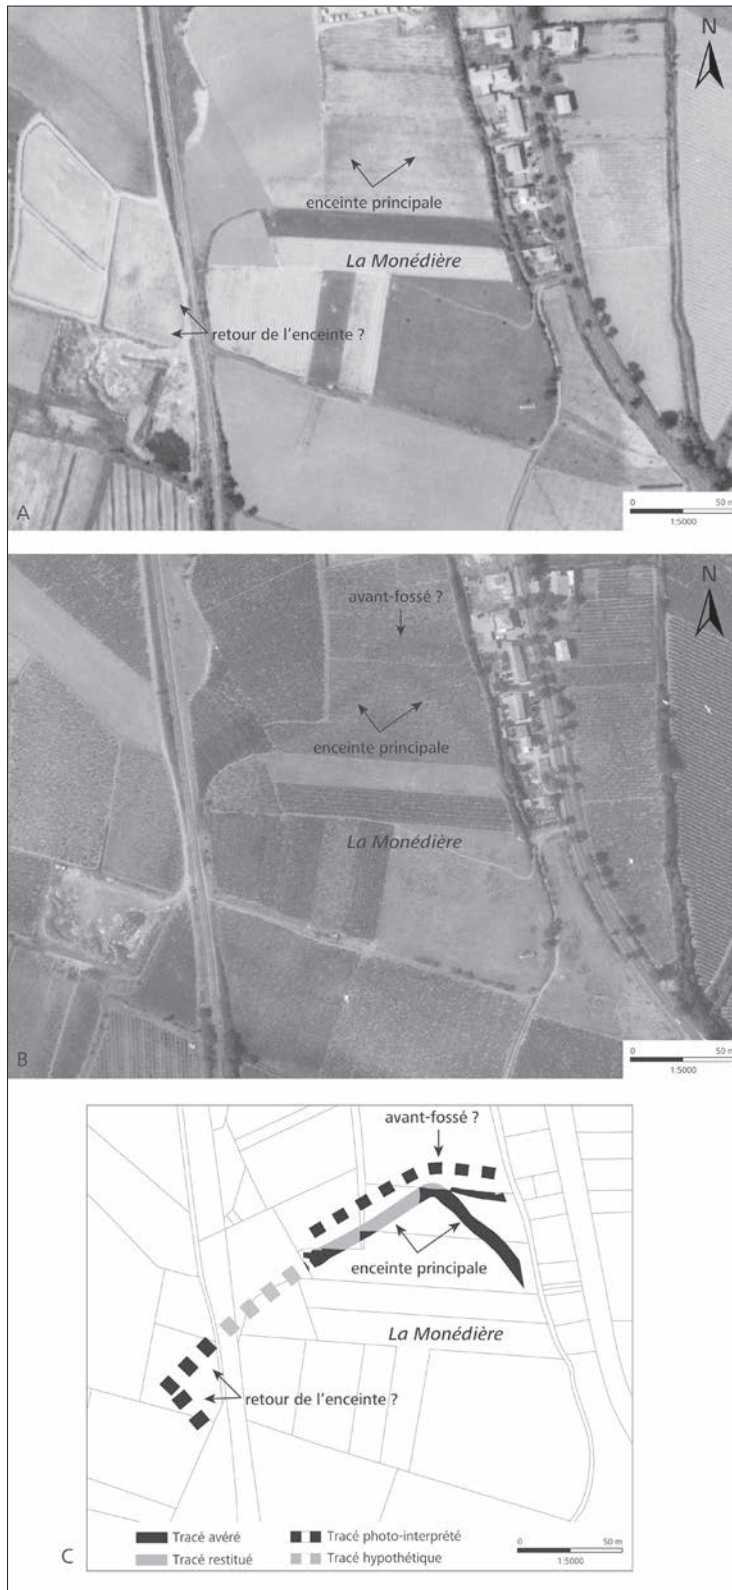 N
enceinte principale
La Monédière
retour de l'enceinte ?
A
0 50 m
1:5000
N
avant-fossé ?
enceinte principale
La Monédière
B
0 50 m
1:5000
avant-fossé ?
enceinte principale
La Monédière
retour de l'enceinte ?
C
Tracé avéré
Tracé photo-interprété
Tracé restitué
Tracé hypothétique
0 50 m
1:5000